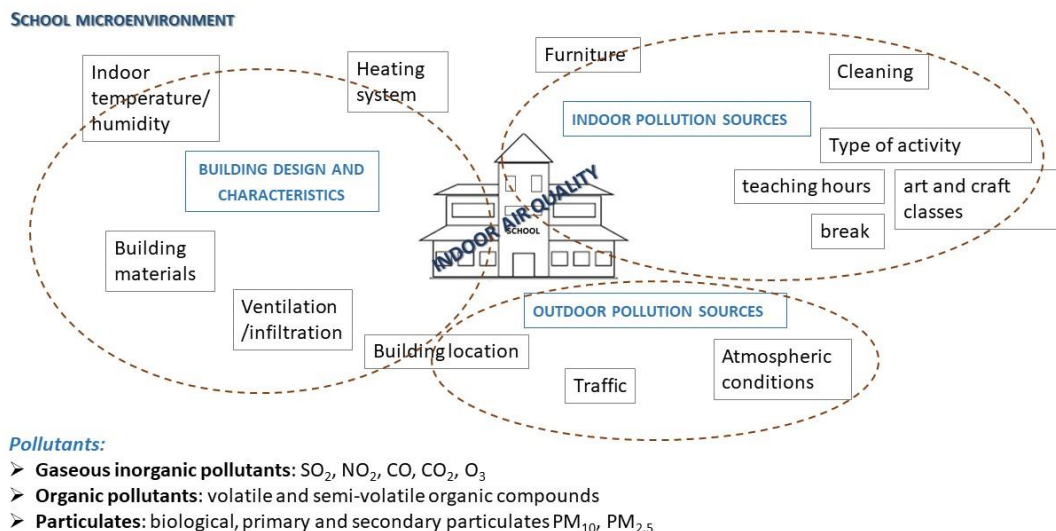 SCHOOL MICROENVIRONMENT
Indoor
temperature/
humidity
Heating
system
BUILDING DESIGN AND
CHARACTERISTICS
Building
materials
Ventilation
/infiltration
Building location
Furniture
Cleaning
INDOOR POLLUTION SOURCES
Type of activity
teaching hours
art and craft
classes
break
INDOOR AIR QUALITY
SCHOOL
OUTDOOR POLLUTION SOURCES
Atmospheric
conditions
Traffic
Pollutants:
➢ Gaseous inorganic pollutants: SO₂, NO₂, CO, CO₂, O₃
➢ Organic pollutants: volatile and semi-volatile organic compounds
➢ Particulates: biological, primary and secondary particulates PM₁₀, PM₂.₅